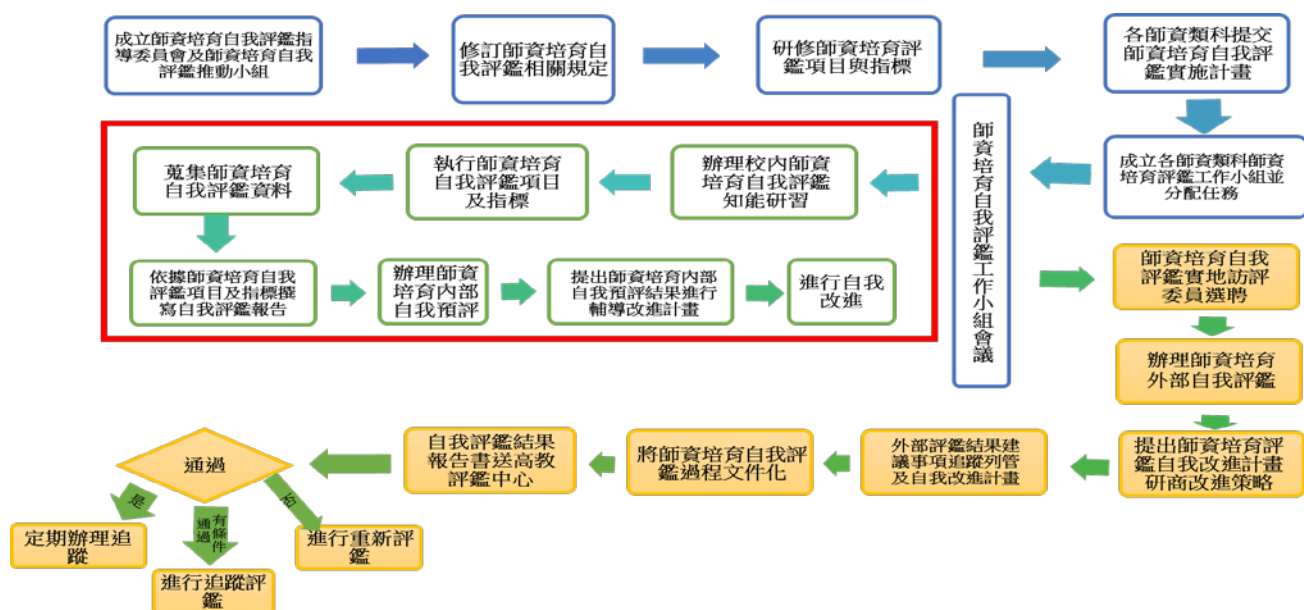 成立師資培育自我評鑑指
導委員會及師資培育自我
評鑑推動小組
修訂師資培育自
我評鑑相關規定
研修師資培育評
鑑項目與指標
各師資類科提交
師資培育自我評
鑑實施計畫
成立各師資類科師資
培育評鑑工作小組並
分配任務
師資培育自我評鑑工作小組會議
辦理校內師資
培育自我評鑑
知能研習
執行師資培育
自我評鑑項目
及指標
蒐集師資培育
自我評鑑資料
依據師資培育自我
評鑑項目及指標撰
寫自我評鑑報告
辦理師資
培育內部
自我預評
提出師資培育內部
自我預評結果進行
輔導改進計畫
進行自我
改進
師資培育自我
評鑑實地訪評
委員選聘
辦理師資培育
外部自我評鑑
提出師資培育評
鑑自我改進計畫
研商改進策略
外部評鑑結果建
議事項追蹤列管
及自我改進計畫
將師資培育自我評
鑑過程文件化
自我評鑑結果
報告書送高教
評鑑中心
通過
是
有條件
通過
否
定期辦理追
蹤
進行追蹤評
鑑
進行重新評
鑑